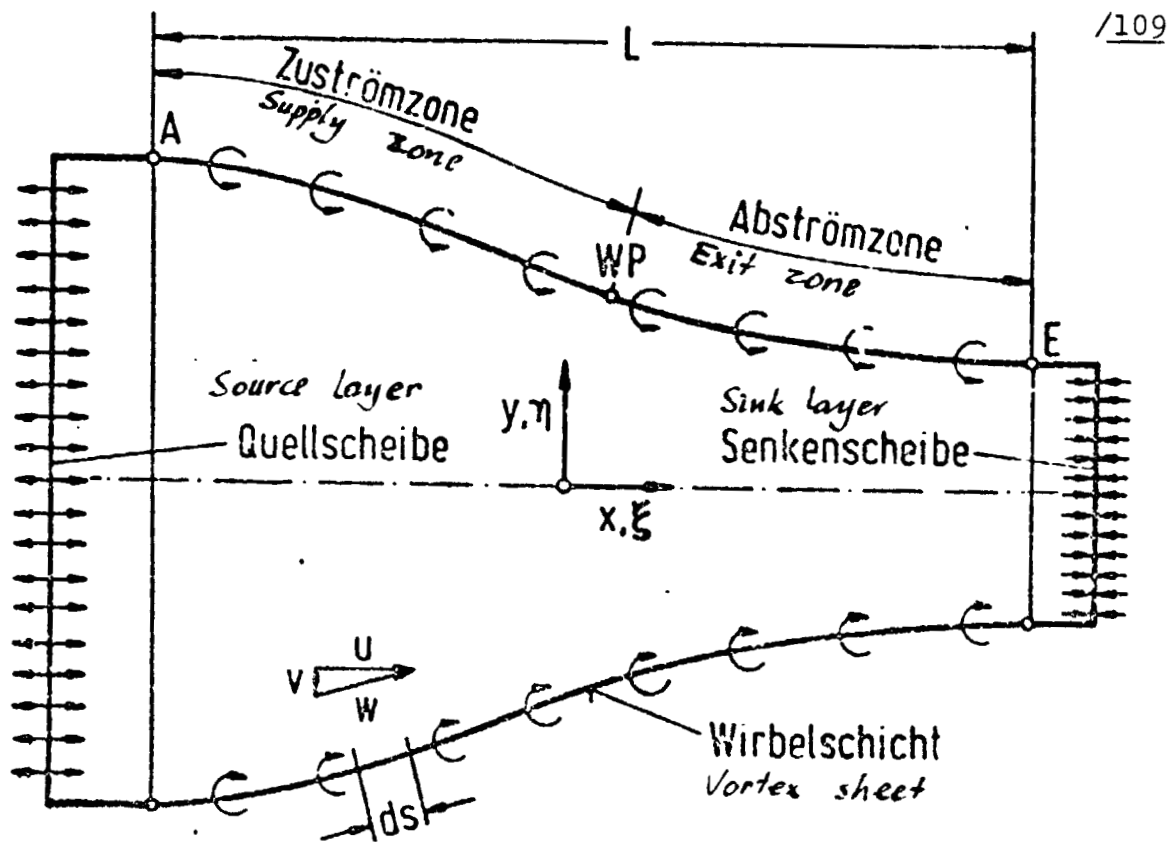 /109
L
Zuströmzone
Supply zone
A
Abströmzone
Exit zone
WP
E
Source layer
Quellscheibe
y,η
x,ξ
Sink layer
Senkenscheibe
u
v
w
Wirbelschicht
Vortex sheet
ds